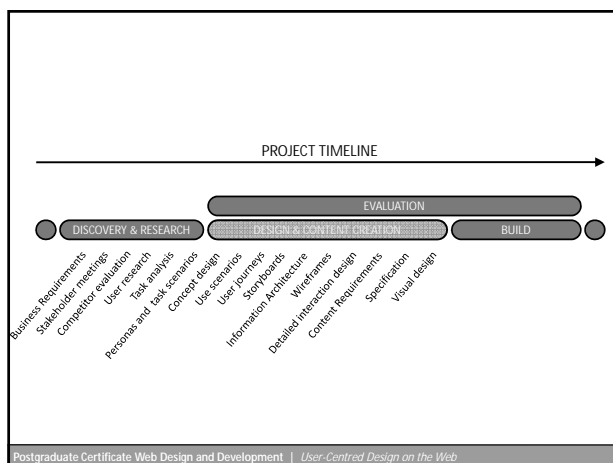 PROJECT TIMELINE
EVALUATION
DISCOVERY & RESEARCH
DESIGN & CONTENT CREATION
BUILD
Business Requirements
Stakeholder meetings
Competitor evaluation
User research
Task analysis
Personas and task scenarios
Concept design
Use scenarios
User journeys
Storyboards
Information Architecture
Wireframes
Detailed interaction design
Content Requirements
Specification
Visual design
Postgraduate Certificate Web Design and Development | User-Centred Design on the Web